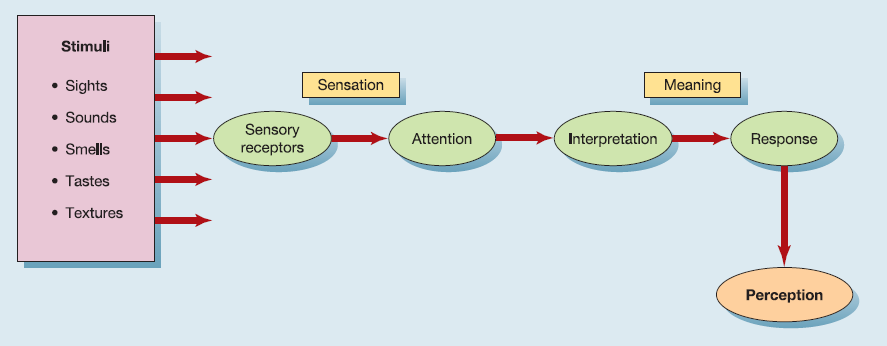 Stimuli
• Sights
• Sounds
• Smells
• Tastes
• Textures
Sensation
Meaning
Sensory
receptors
Attention
Interpretation
Response
Perception